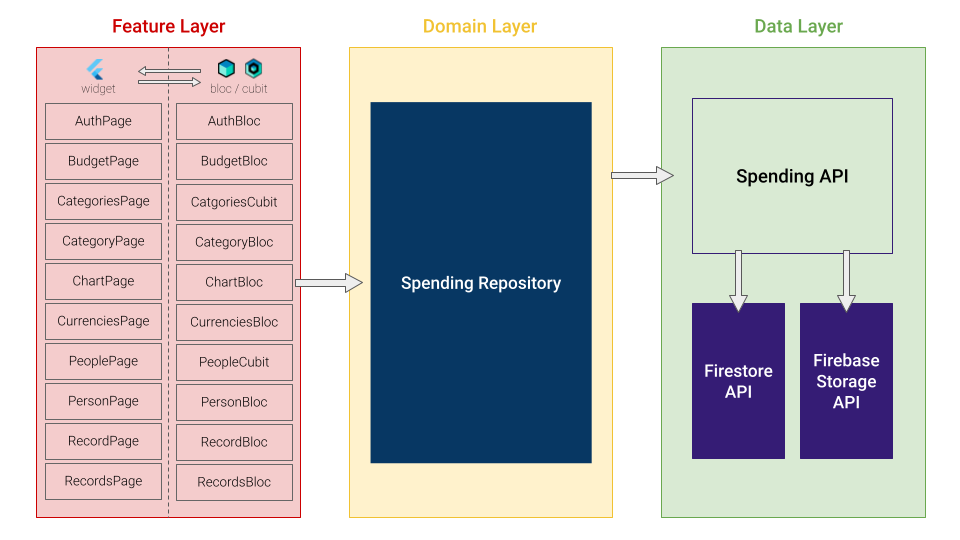 Feature Layer
Domain Layer
Data Layer
widget
bloc / cubit
AuthPage
AuthBloc
BudgetPage
BudgetBloc
CategoriesPage
CatgoriesCubit
CategoryPage
CategoryBloc
ChartPage
ChartBloc
CurrenciesPage
CurrenciesBloc
PeoplePage
PeopleCubit
PersonPage
PersonBloc
RecordPage
RecordBloc
RecordsPage
RecordsBloc
Spending Repository
Spending API
Firestore
API
Firebase
Storage
API